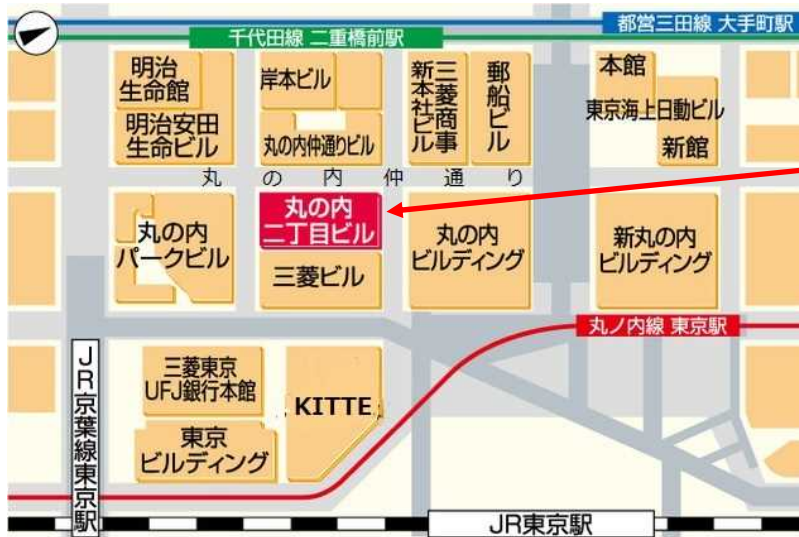 都営三田線 大手町駅
千代田線 二重橋前駅
明治
生命館
岸本ビル
三菱商事
新本社ビル
郵船ビル
本館
東京海上日動ビル
新館
明治安田
生命ビル
丸の内仲通りビル
丸の内仲通り
丸の内
パークビル
丸の内
二丁目ビル
三菱ビル
丸の内
ビルディング
新丸の内
ビルディング
丸ノ内線 東京駅
JR京葉線東京駅
三菱東京
UFJ銀行本館
KITTE
東京
ビルディング
JR東京駅